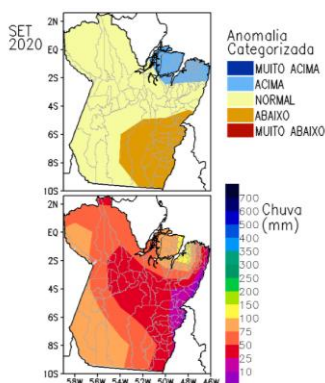 SET
2020
2N
EQ
2S
4S
6S
8S
10S
Anomalia
Categorizada
MUITO ACIMA
ACIMA
NORMAL
ABAIXO
MUITO ABAIXO
2N
EQ
2S
4S
6S
8S
10S
58W 56W 54W 52W 50W 48W 46W
Chuva
(mm)
700
500
400
350
300
250
200
150
100
50
25
10